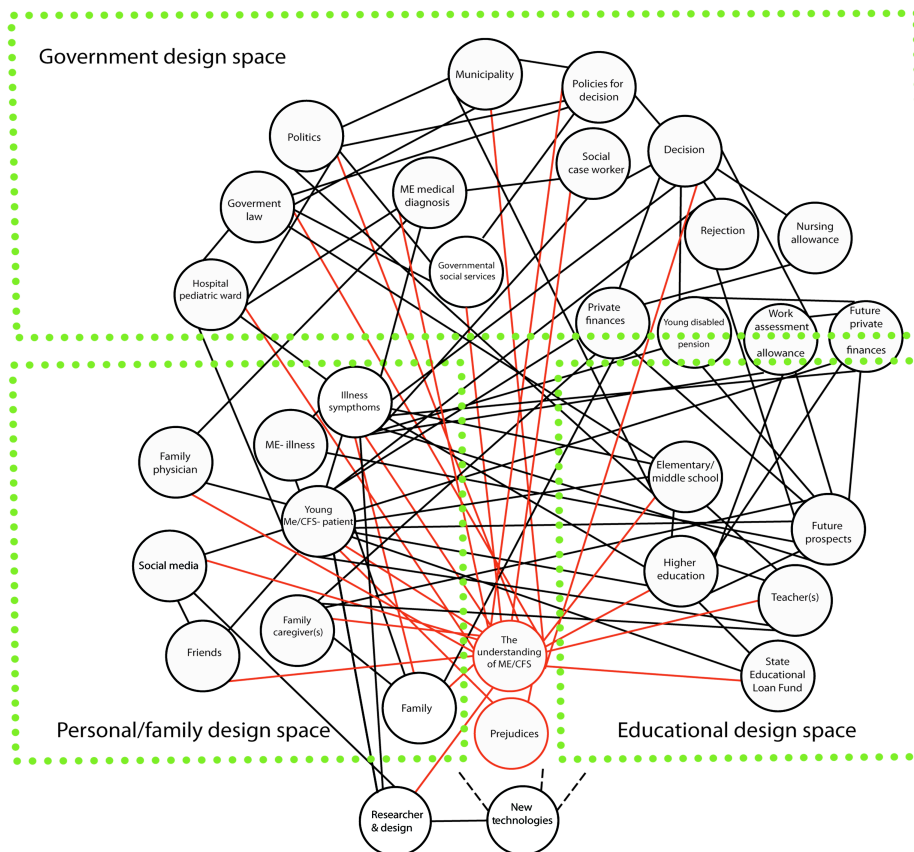 Government design space
Municipality
Policies for
decision
Politics
Social
case worker
Decision
ME medical
diagnosis
Goverment
law
Rejection
Nursing
allowance
Governmental
social services
Hospital
pediatric ward
Private
finances
Young disabled
pension
Work
assessment
allowance
Future
private
finances
Illness
sympthoms
ME- illness
Family
physician
Elementary/
middle school
Young
Me/CFS- patient
Future
prospects
Social media
Higher
education
Teacher(s)
Family
caregiver(s)
Friends
The
understanding
of ME/CFS
State
Educational
Loan Fund
Family
Personal/family design space
Prejudices
Educational design space
Researcher
& design
New
technologies